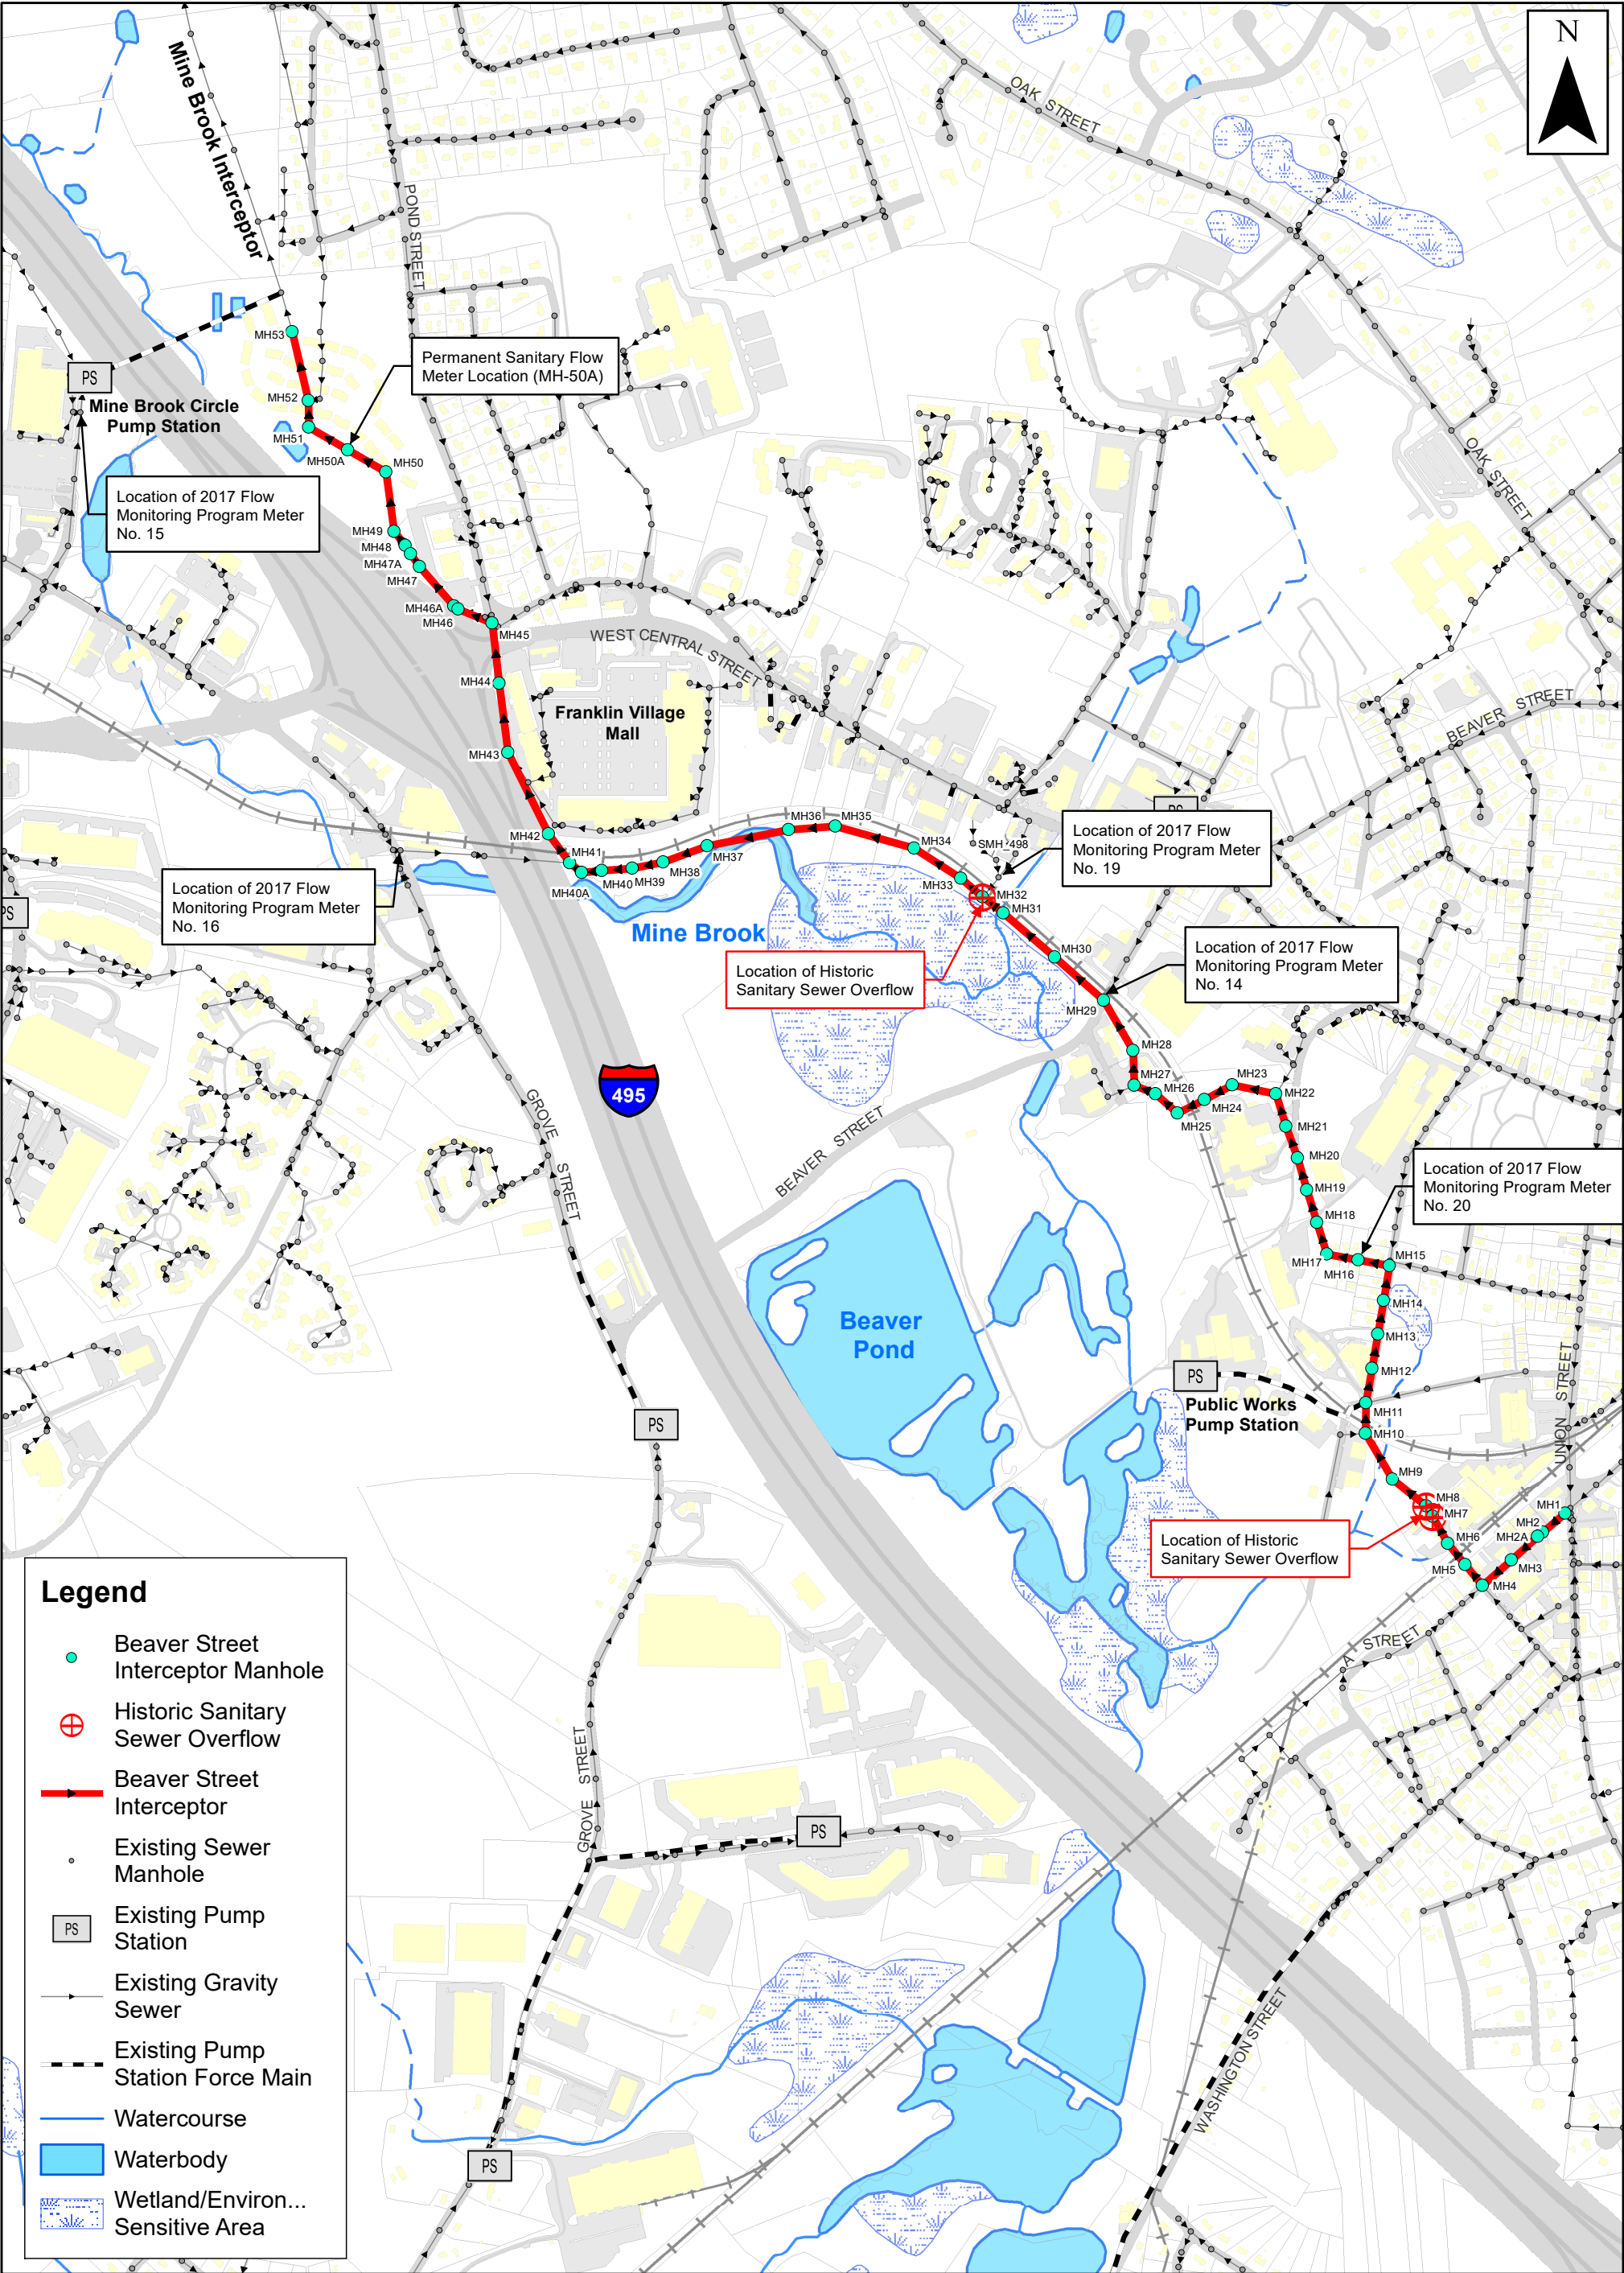 N
Mine Brook Interceptor
OAK STREET
POND STREET
MH53
Permanent Sanitary Flow
Meter Location (MH-50A)
PS
Mine Brook Circle
Pump Station
MH52
MH51
MH50A
MH50
Location of 2017 Flow
Monitoring Program Meter
No. 15
MH49
MH48
MH47A
MH47
MH46A
MH46
MH45
OAK STREET
WEST CENTRAL STREET
MH44
Franklin Village
Mall
MH43
BEAVER STREET
MH42
MH41
MH40A
MH40
MH39
MH38
MH37
MH36
MH35
MH34
SMH-498
MH33
MH32
MH31
PS
Location of 2017 Flow
Monitoring Program Meter
No. 19
Location of 2017 Flow
Monitoring Program Meter
No. 16
PS
Mine Brook
Location of Historic
Sanitary Sewer Overflow
MH30
Location of 2017 Flow
Monitoring Program Meter
No. 14
MH29
MH28
MH27
MH26
MH25
MH24
MH23
MH22
MH21
MH20
MH19
MH18
MH17
MH16
MH15
495
GROVE STREET
BEAVER STREET
Location of 2017 Flow
Monitoring Program Meter
No. 20
MH14
MH13
MH12
Beaver
Pond
PS
Public Works
Pump Station
MH11
MH10
UNION STREET
PS
MH9
MH8
MH7
MH6
MH5
MH4
MH3
MH2A
MH2
MH1
Location of Historic
Sanitary Sewer Overflow
A STREET
GROVE STREET
PS
WASHINGTON STREET
PS
Legend
Beaver Street
Interceptor Manhole
Historic Sanitary
Sewer Overflow
Beaver Street
Interceptor
Existing Sewer
Manhole
PS
Existing Pump
Station
Existing Gravity
Sewer
Existing Pump
Station Force Main
Watercourse
Waterbody
Wetland/Environ...
Sensitive Area